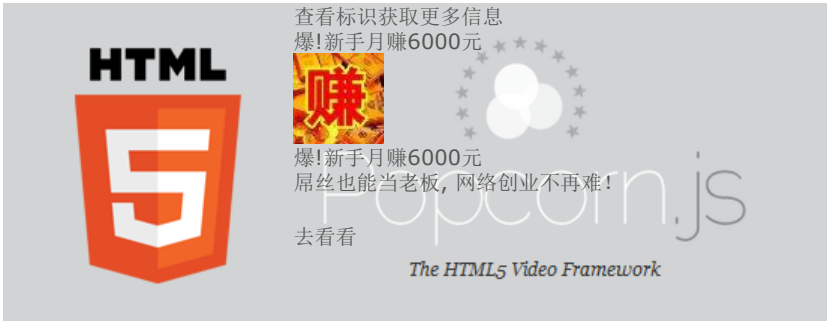 HTML
5
查看标识获取更多信息
爆!新手月赚6000元
赚
爆!新手月赚6000元
屌丝也能当老板,网络创业不再难!
去看看
Popcorn.js
The HTML5 Video Framework